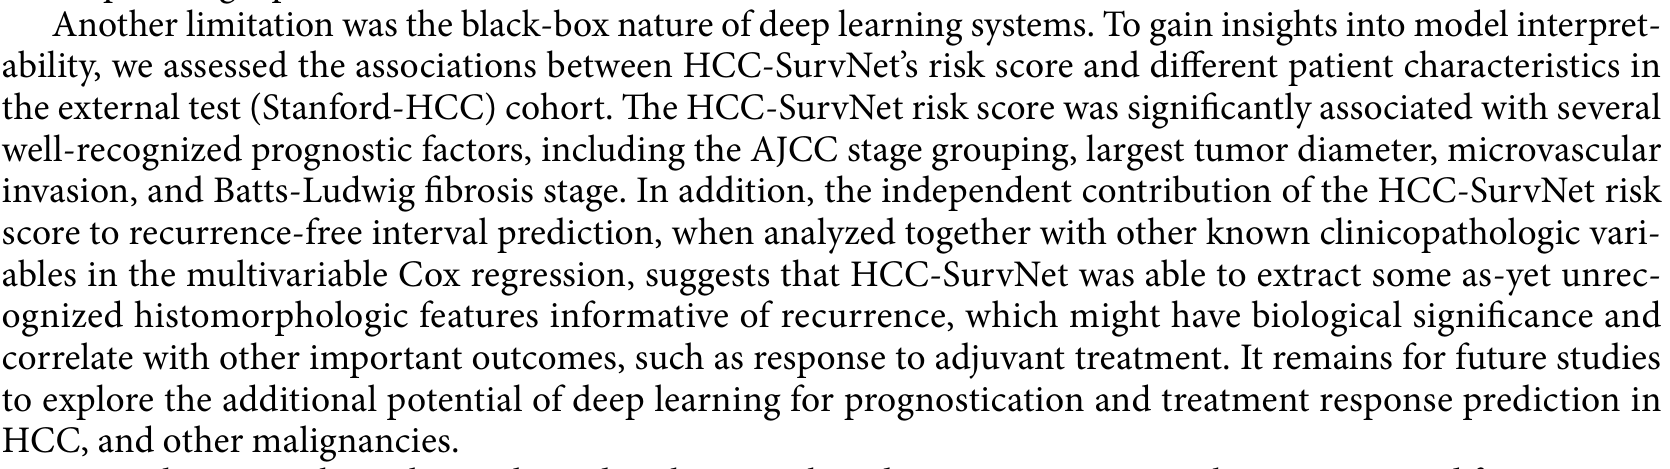 Another limitation was the black-box nature of deep learning systems. To gain insights into model interpret-
ability, we assessed the associations between HCC-SurvNet’s risk score and different patient characteristics in
the external test (Stanford-HCC) cohort. The HCC-SurvNet risk score was significantly associated with several
well-recognized prognostic factors, including the AJCC stage grouping, largest tumor diameter, microvascular
invasion, and Batts-Ludwig fibrosis stage. In addition, the independent contribution of the HCC-SurvNet risk
score to recurrence-free interval prediction, when analyzed together with other known clinicopathologic vari-
ables in the multivariable Cox regression, suggests that HCC-SurvNet was able to extract some as-yet unrec-
ognized histomorphologic features informative of recurrence, which might have biological significance and
correlate with other important outcomes, such as response to adjuvant treatment. It remains for future studies
to explore the additional potential of deep learning for prognostication and treatment response prediction in
HCC, and other malignancies.